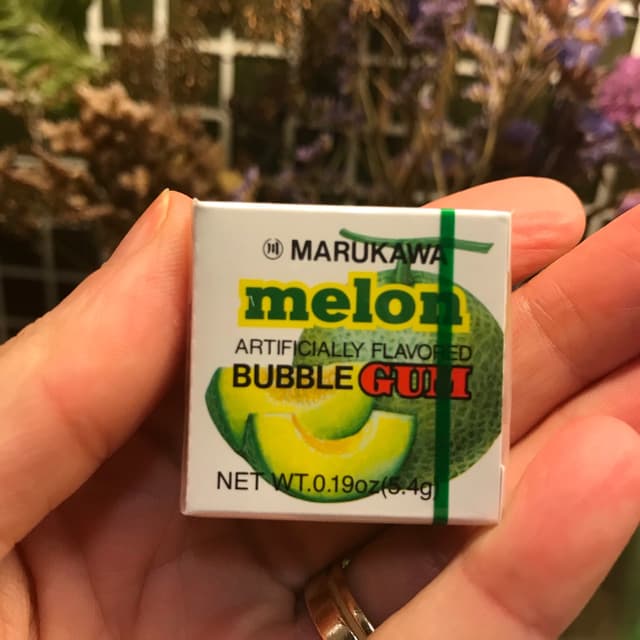 MARUKAWA
melon
ARTIFICIALLY FLAVORED
BUBBLE GUM
NET WT.0.19oz(5.4g)